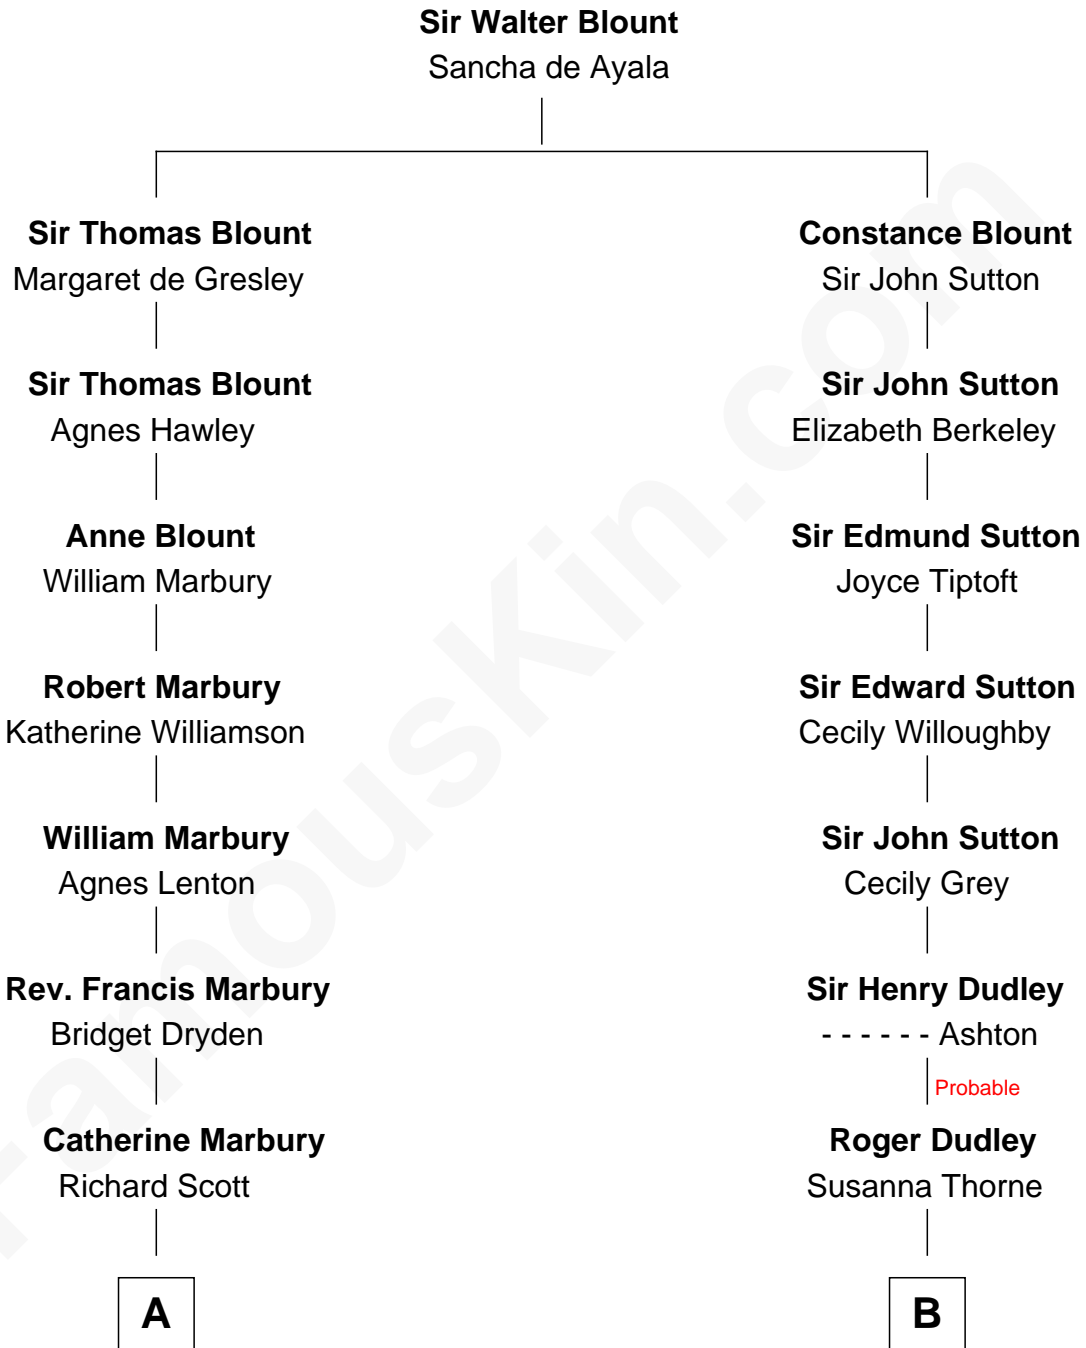 Sir Walter Blount
Sancha de Ayala
Sir Thomas Blount
Margaret de Gresley
Constance Blount
Sir John Sutton
Sir Thomas Blount
Agnes Hawley
Sir John Sutton
Elizabeth Berkeley
Anne Blount
William Marbury
Sir Edmund Sutton
Joyce Tiptoft
Robert Marbury
Katherine Williamson
Sir Edward Sutton
Cecily Willoughby
William Marbury
Agnes Lenton
Sir John Sutton
Cecily Grey
Rev. Francis Marbury
Bridget Dryden
Sir Henry Dudley
- - - - - - Ashton
Probable
Catherine Marbury
Richard Scott
Roger Dudley
Susanna Thorne
A
B
FamousKin.com